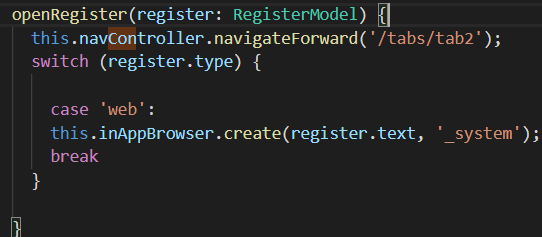 openRegister(register: RegisterModel) {
this.navController.navigateForward('/tabs/tab2');
switch (register.type) {
case 'web':
this.inAppBrowser.create(register.text, '_system');
break
}
}